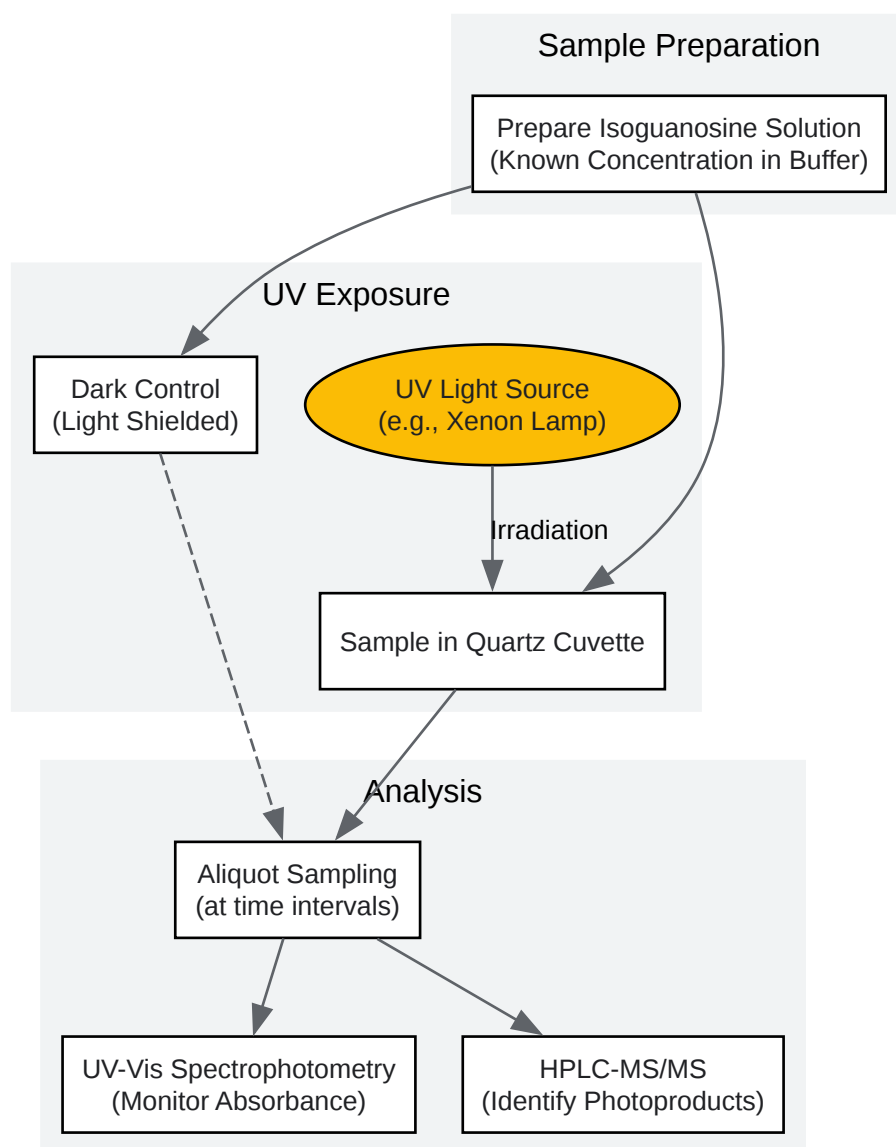 Sample Preparation
Prepare Isoguanosine Solution
(Known Concentration in Buffer)
UV Exposure
Dark Control
(Light Shielded)
UV Light Source
(e.g., Xenon Lamp)
Irradiation
Sample in Quartz Cuvette
Analysis
Aliquot Sampling
(at time intervals)
UV-Vis Spectrophotometry
(Monitor Absorbance)
HPLC-MS/MS
(Identify Photoproducts)